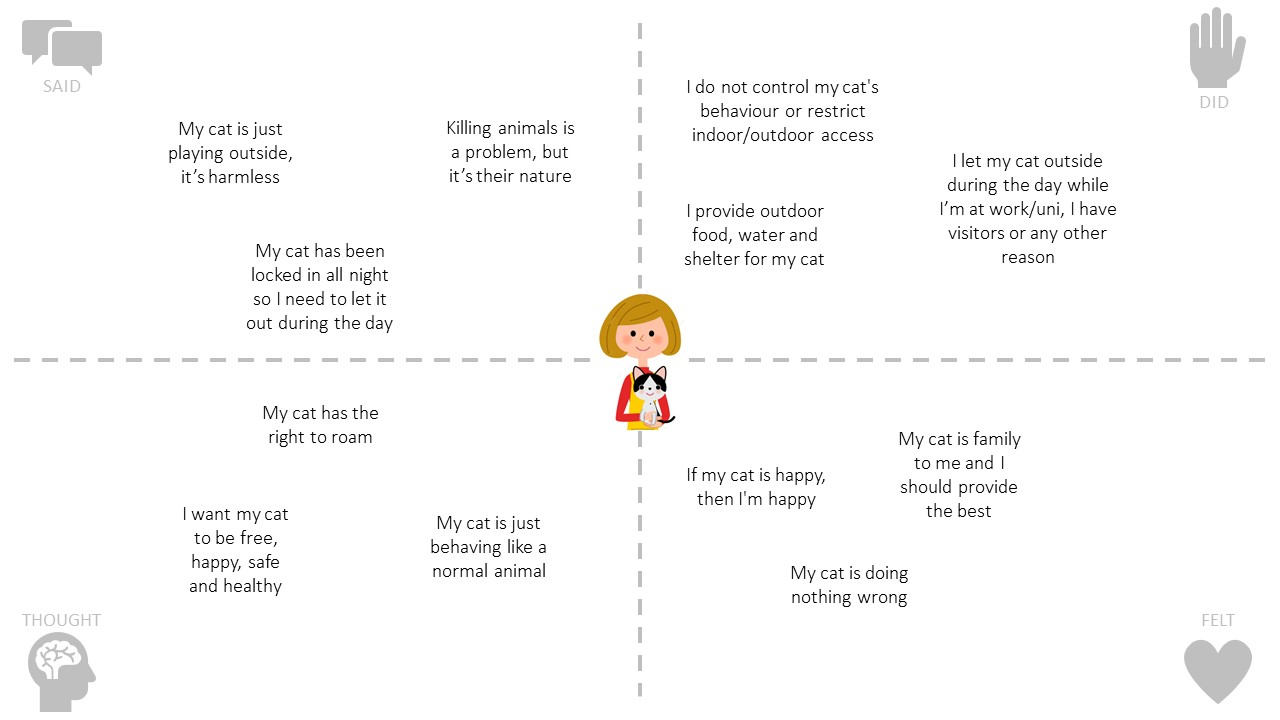 SAID
My cat is just
playing outside,
it’s harmless
Killing animals is
a problem, but
it’s their nature
My cat has been
locked in all night
so I need to let it
out during the day
DID
I do not control my cat's
behaviour or restrict
indoor/outdoor access
I let my cat outside
during the day while
I’m at work/uni, I have
visitors or any other
reason
I provide outdoor
food, water and
shelter for my cat
My cat has the
right to roam
I want my cat
to be free,
happy, safe
and healthy
My cat is just
behaving like a
normal animal
THOUGHT
If my cat is happy,
then I'm happy
My cat is family
to me and I
should provide
the best
My cat is doing
nothing wrong
FELT